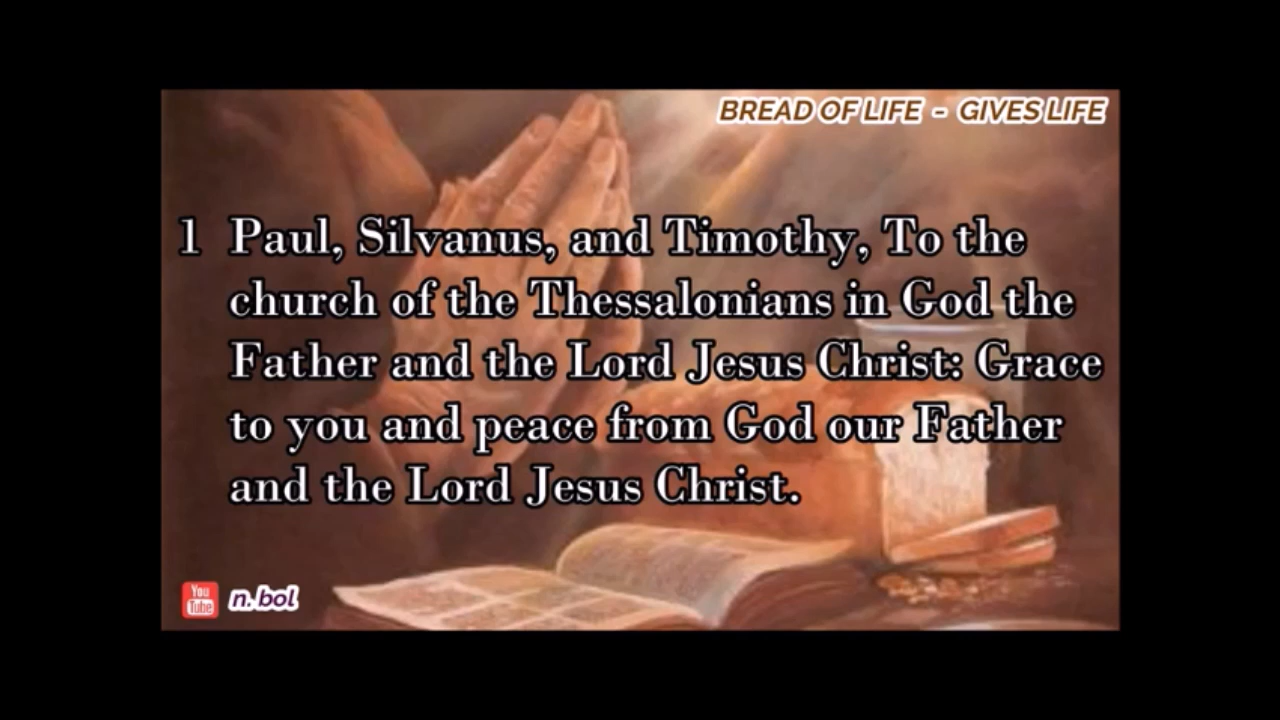 BREAD OF LIFE - GIVES LIFE
1 Paul, Silvanus, and Timothy, To the
church of the Thessalonians in God the
Father and the Lord Jesus Christ: Grace
to you and peace from God our Father
and the Lord Jesus Christ.
You
Tube
n. bol